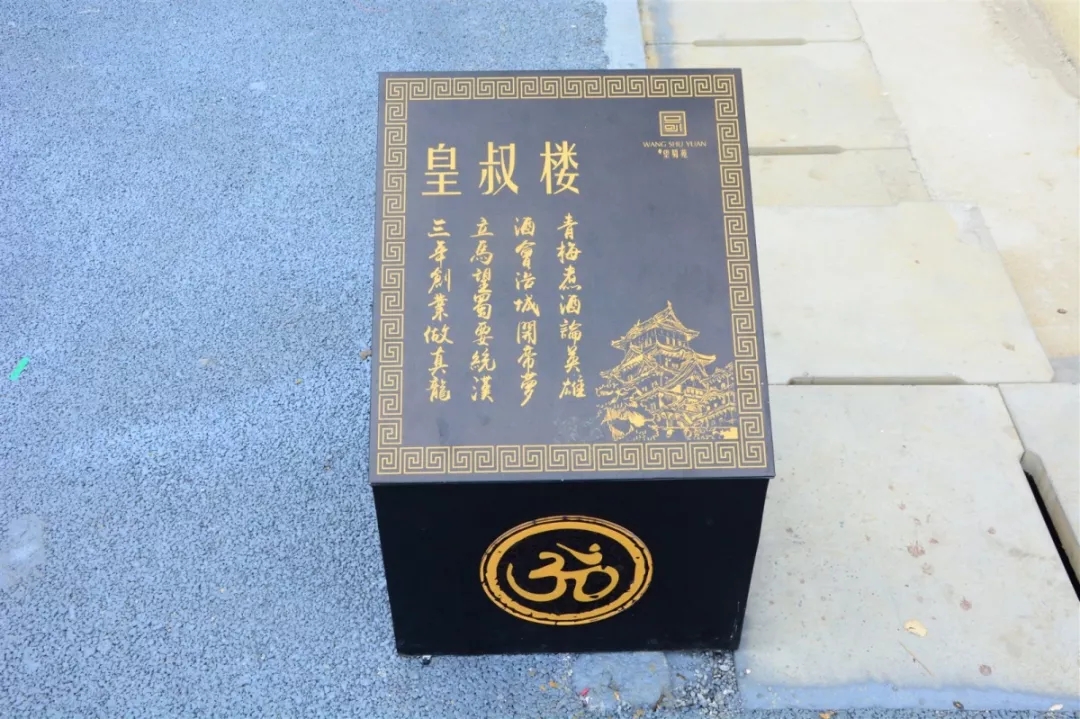 皇叔楼
WANG SHU YUAN
青梅煮酒論英雄
酒會涪城開帝夢
立馬望蜀要統漢
三年創業做真龍